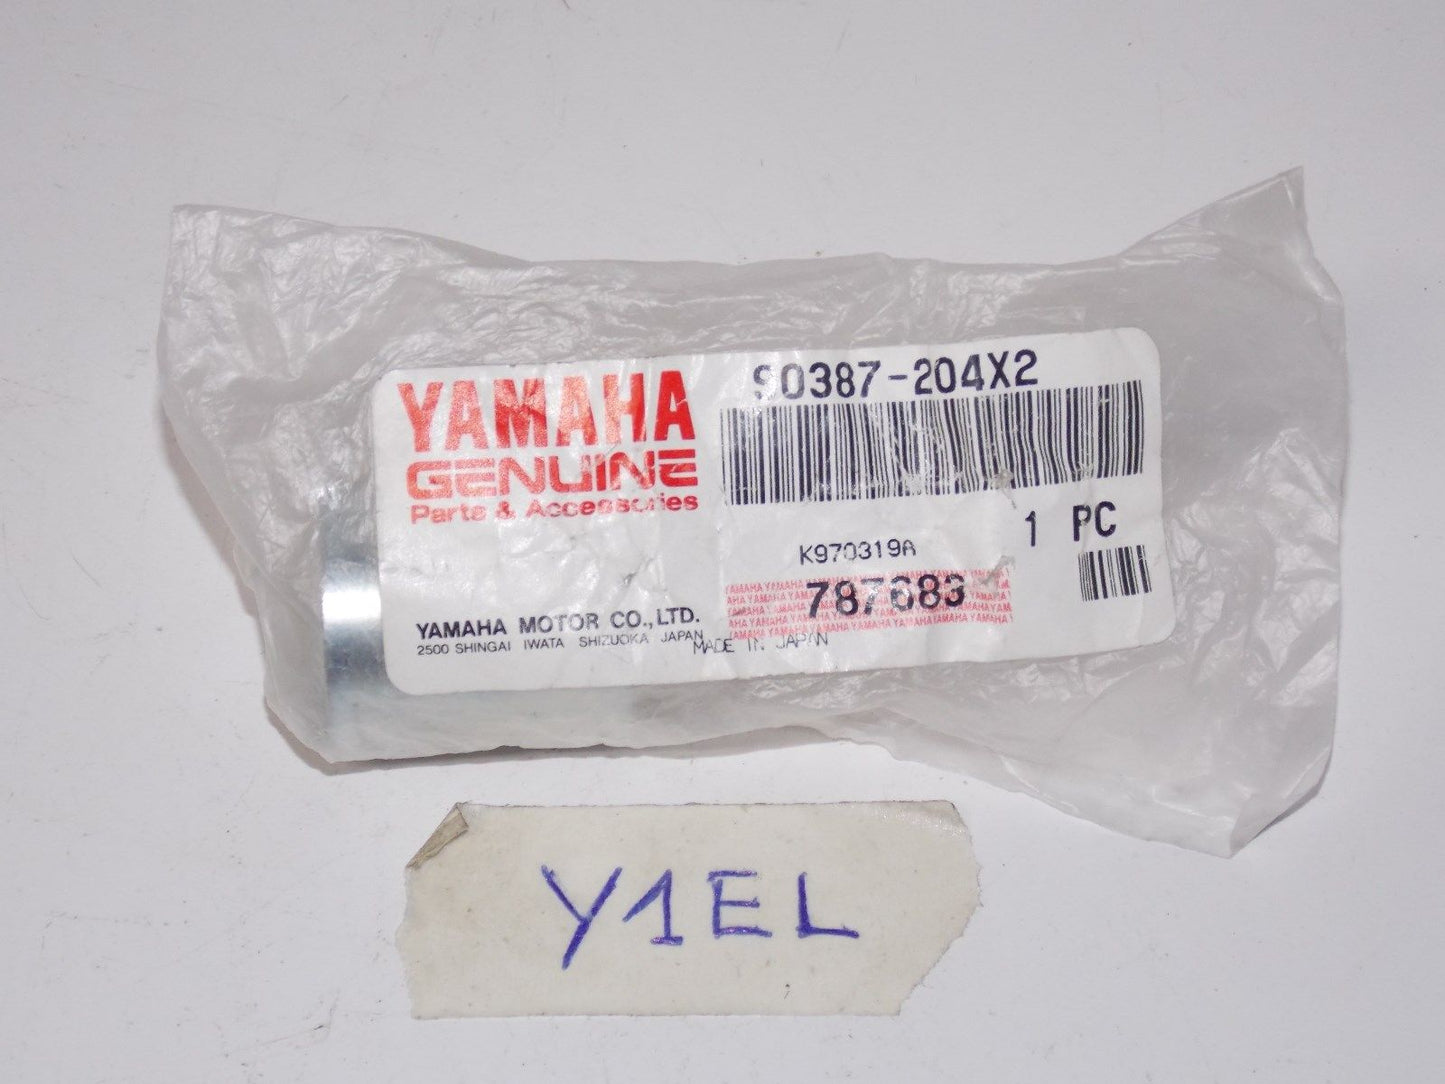 YAMAHA
GENUINE
Parts & Accessories
90387-204X2
1 PC
K970319A
787683
YAMAHA MOTOR CO., LTD.
2500 SHINGAI IWATA SHIZUOKA JAPAN
MADE IN JAPAN
Y1EL